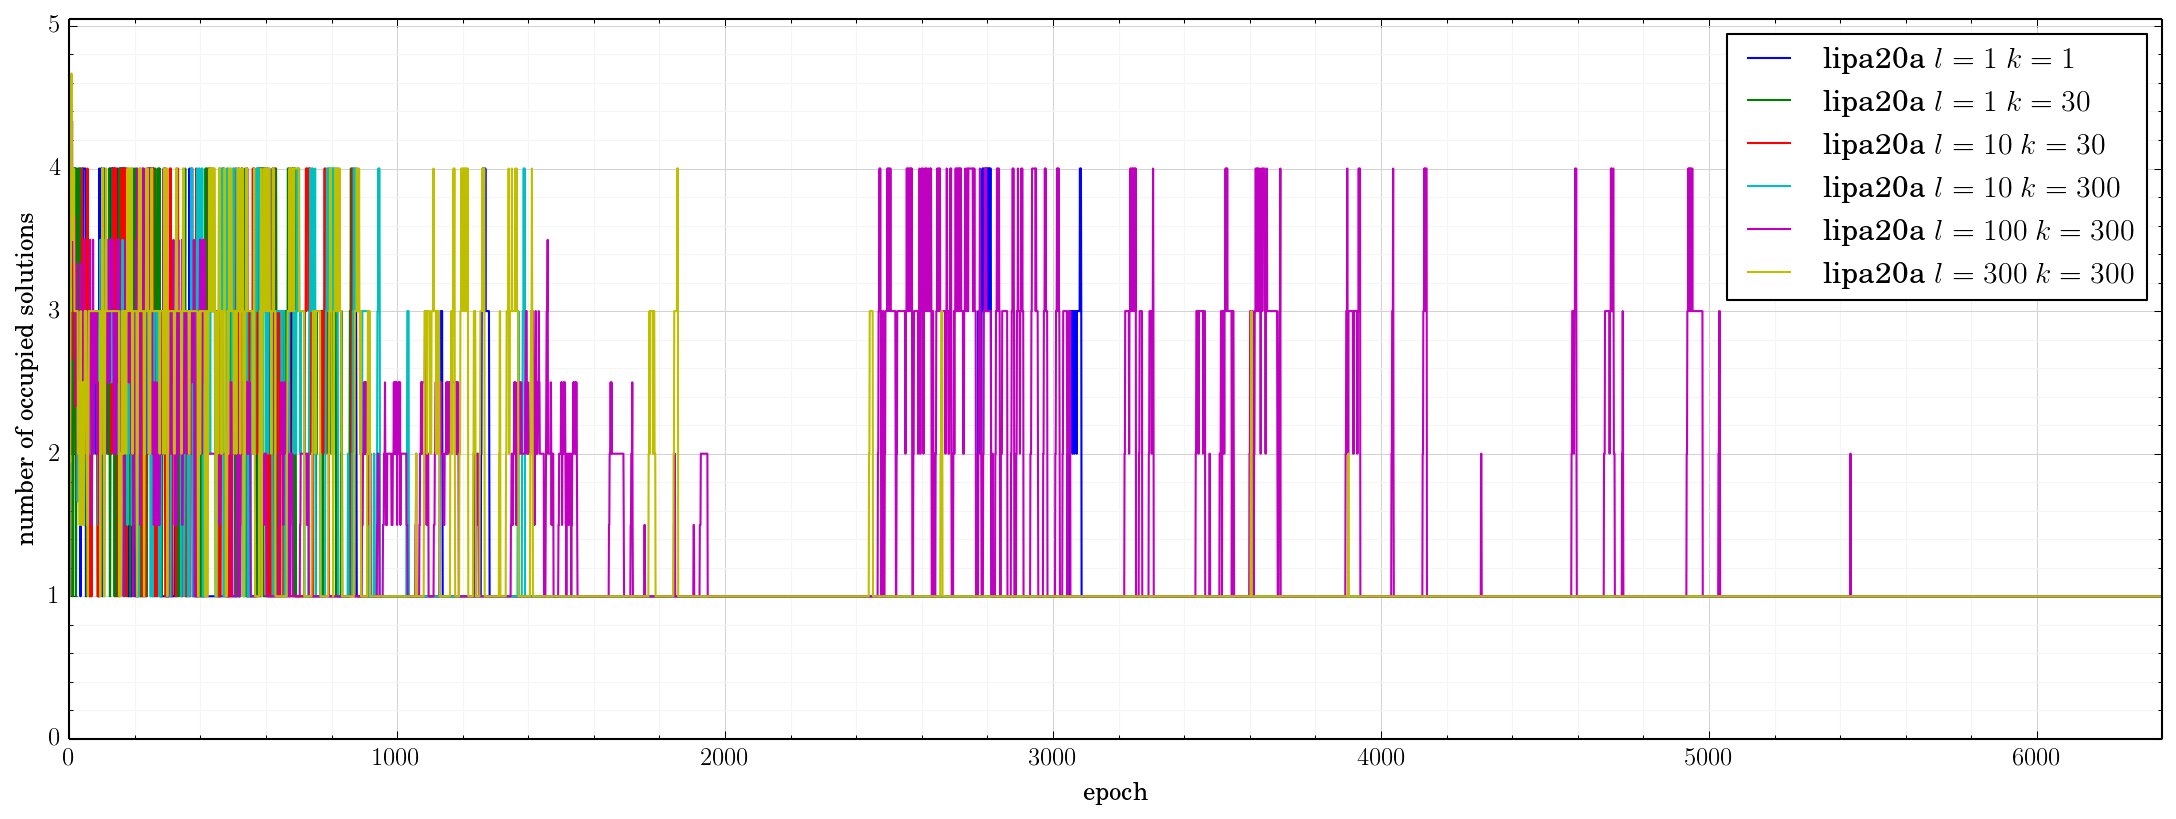 5
4
3
2
1
0
number of occupied solutions
0 1000 2000 3000 4000 5000 6000
epoch
lipa20a l = 1 k = 1
lipa20a l = 1 k = 30
lipa20a l = 10 k = 30
lipa20a l = 10 k = 300
lipa20a l = 100 k = 300
lipa20a l = 300 k = 300